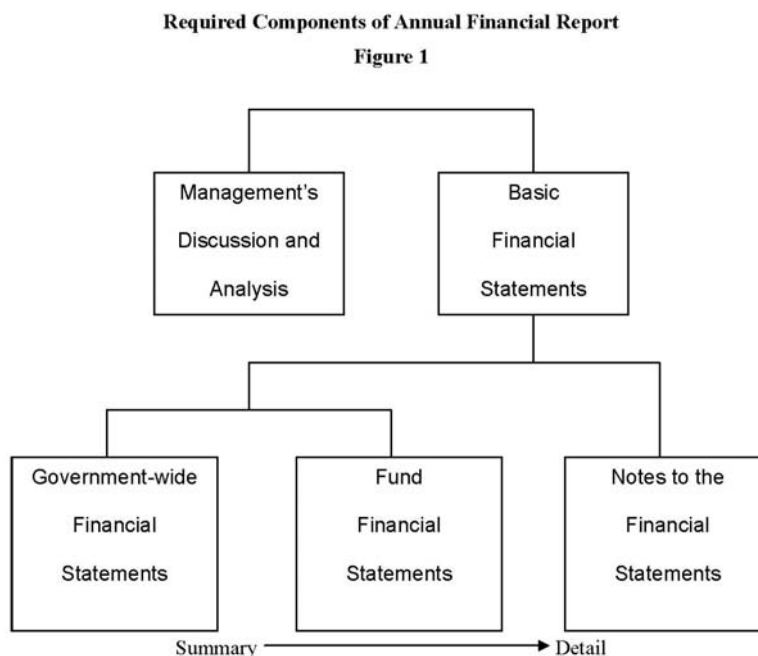 Required Components of Annual Financial Report
Figure 1
Management’s
Discussion and
Analysis
Basic
Financial
Statements
Government-wide
Financial
Statements
Fund
Financial
Statements
Notes to the
Financial
Statements
Summary
Detail